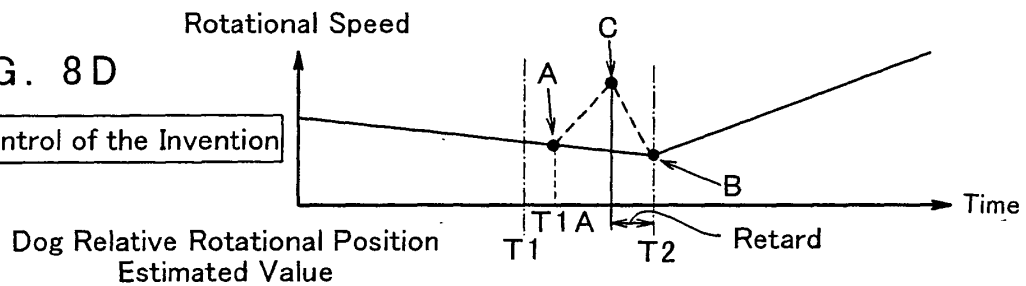 Rotational Speed
G. 8D
ntrol of the Invention
A
C
B
Time
T1
T1A
T2
Retard
Dog Relative Rotational Position
Estimated Value